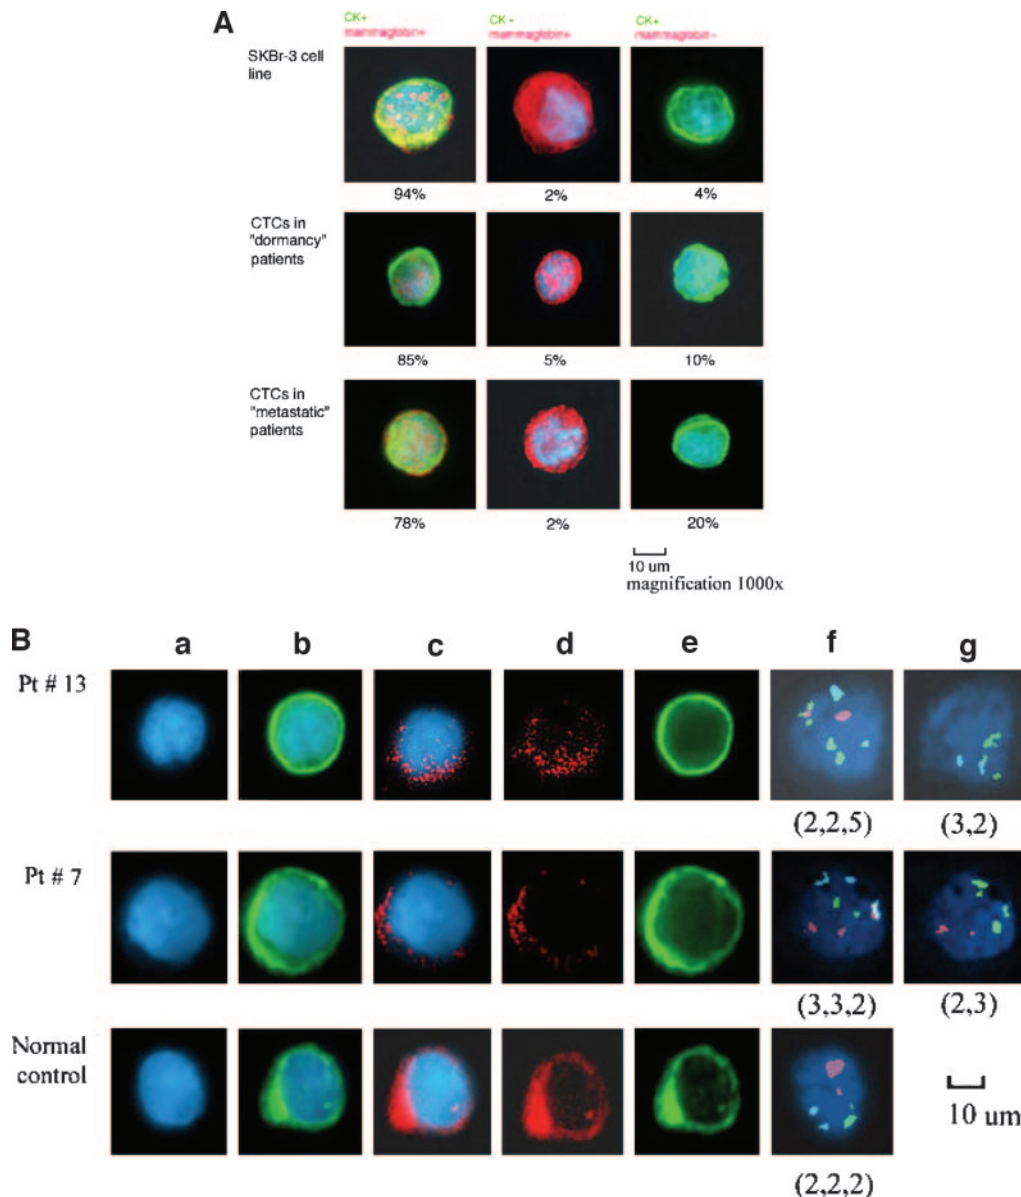 A
CK+
mammaglobin+
CK -
mammaglobin+
CK+
mammaglobin -
SKBr-3 cell
line
94%
2%
4%
CTCs in
"dormancy"
patients
85%
5%
10%
CTCs in
"metastatic"
patients
78%
2%
20%
10 um
magnification 1000x
B
a b c d e f g
Pt # 13
(2,2,5) (3,2)
Pt # 7
(3,3,2) (2,3)
Normal
control
10 um
(2,2,2)